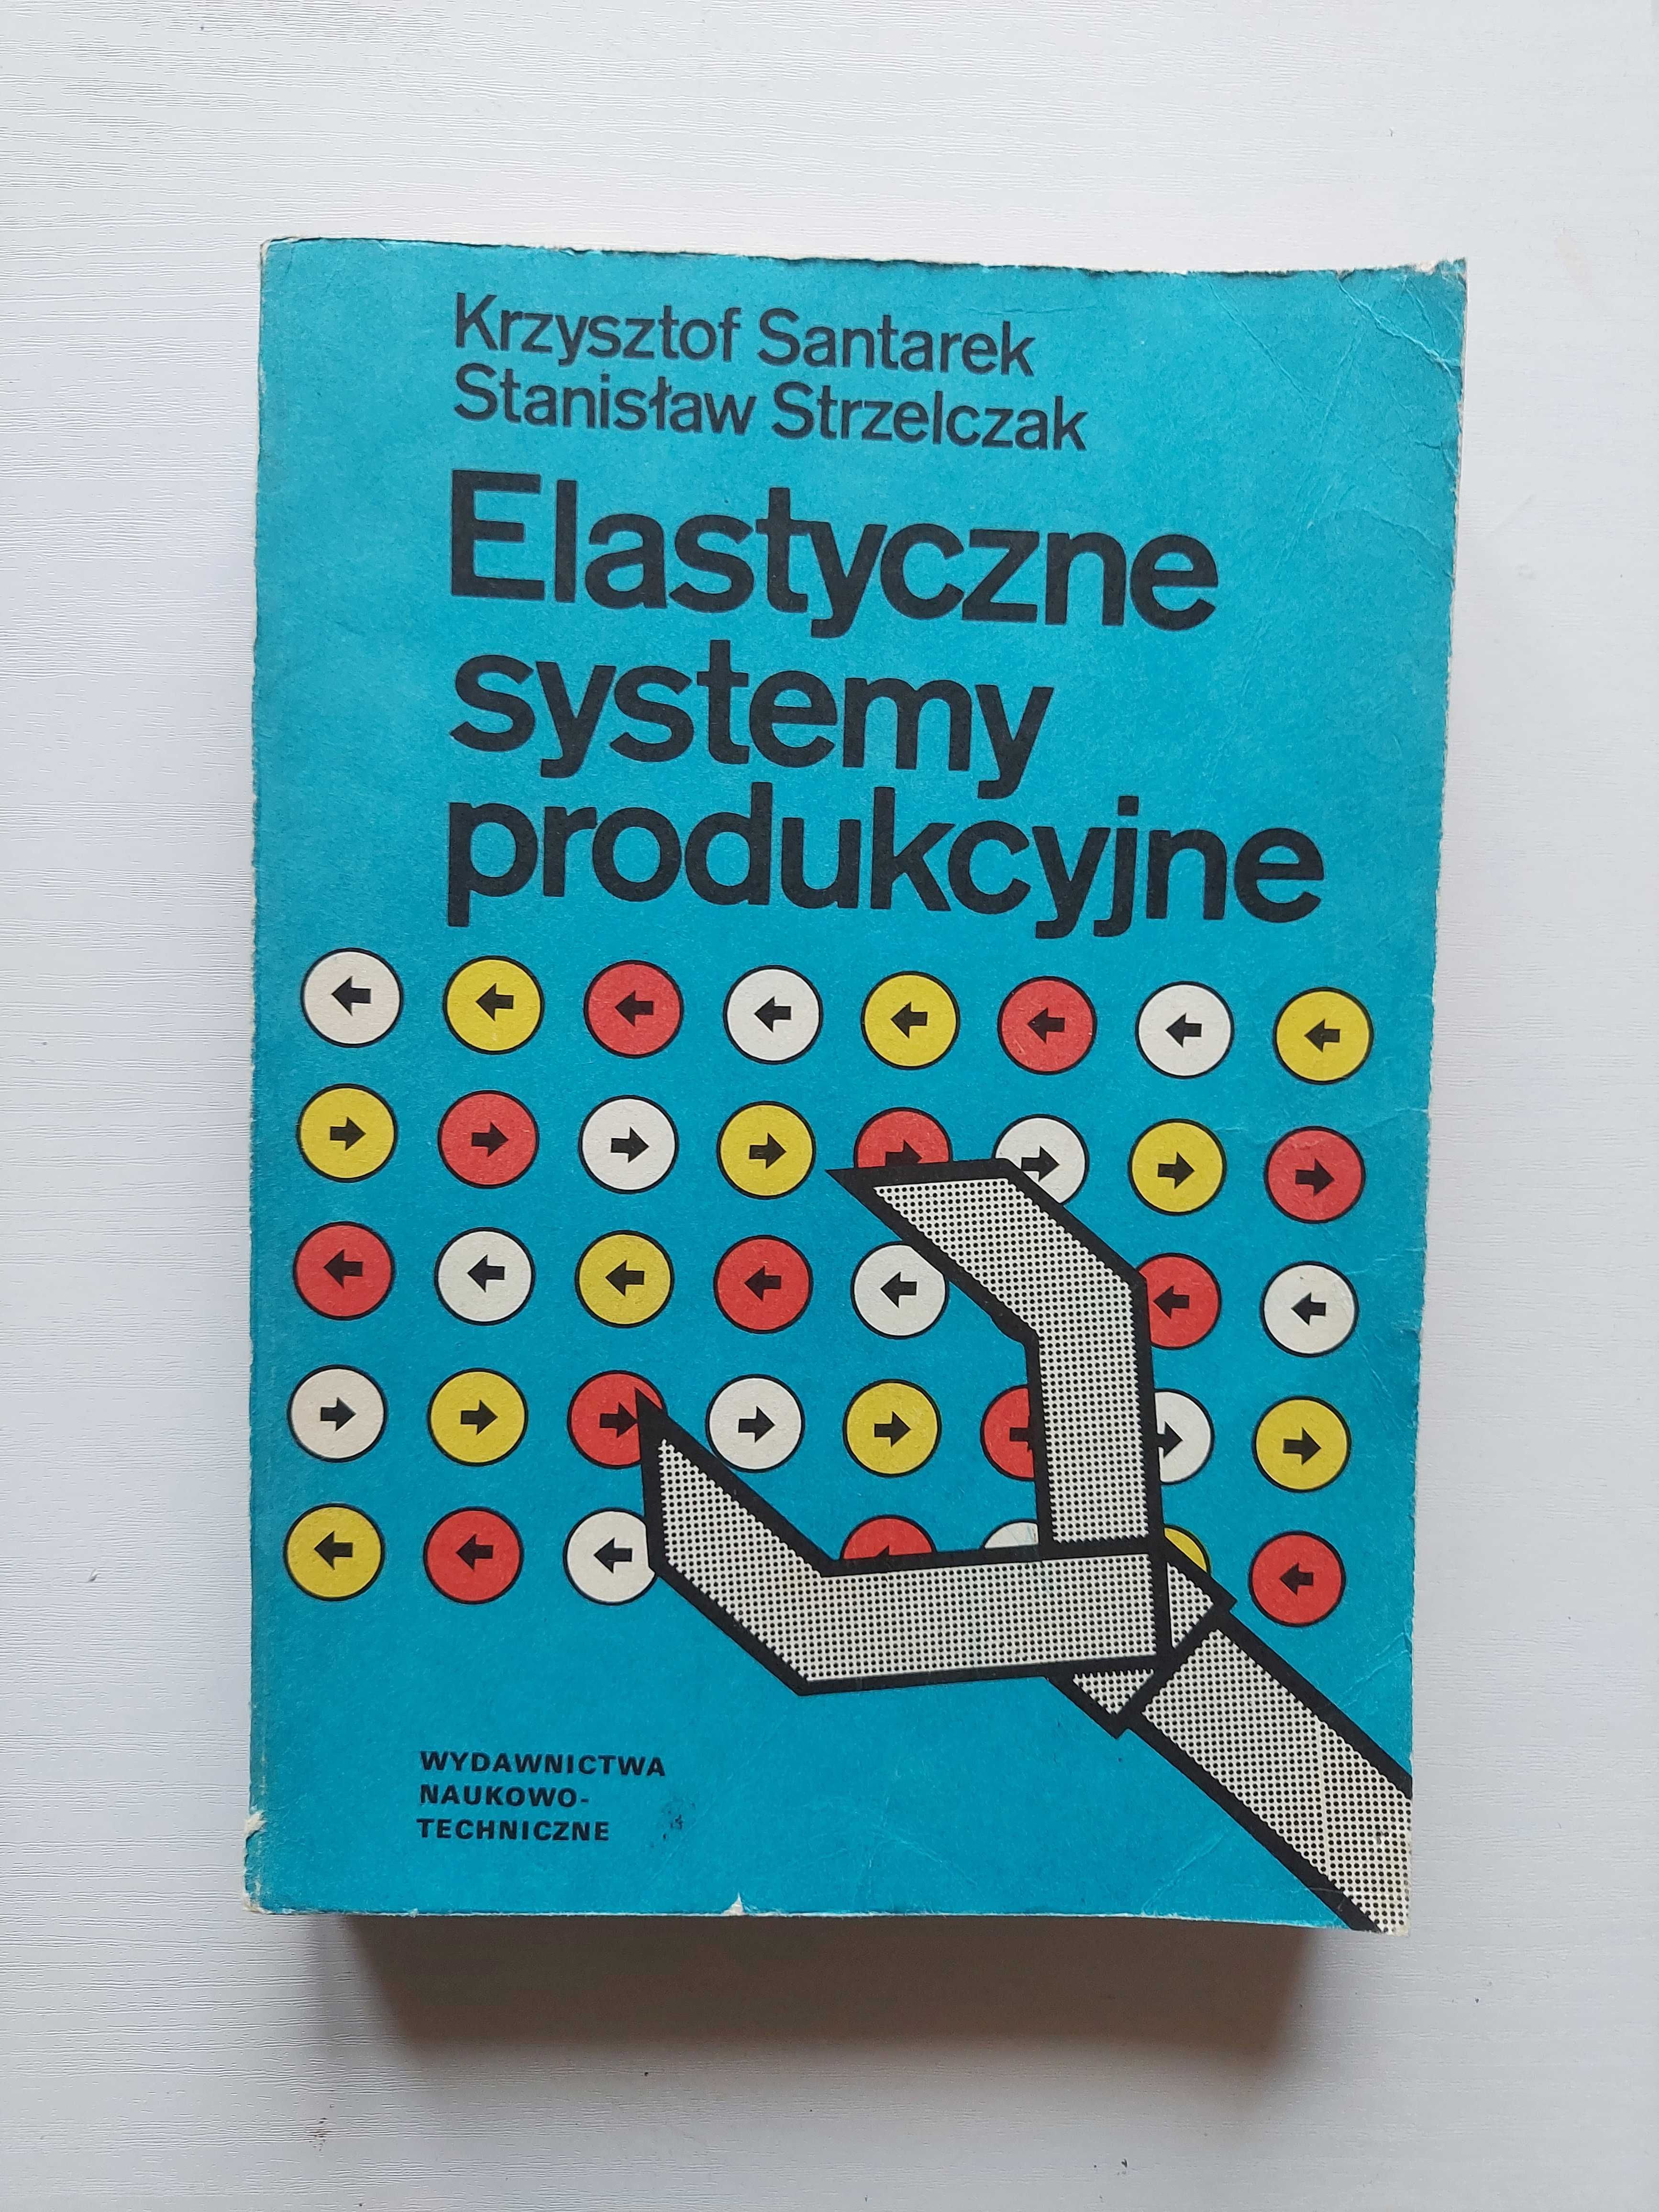 Krzysztof Santarek
Stanisław Strzelczak
Elastyczne
systemy
produkcyjne
WYDAWNICTWA
NAUKOWO-
TECHNICZNE